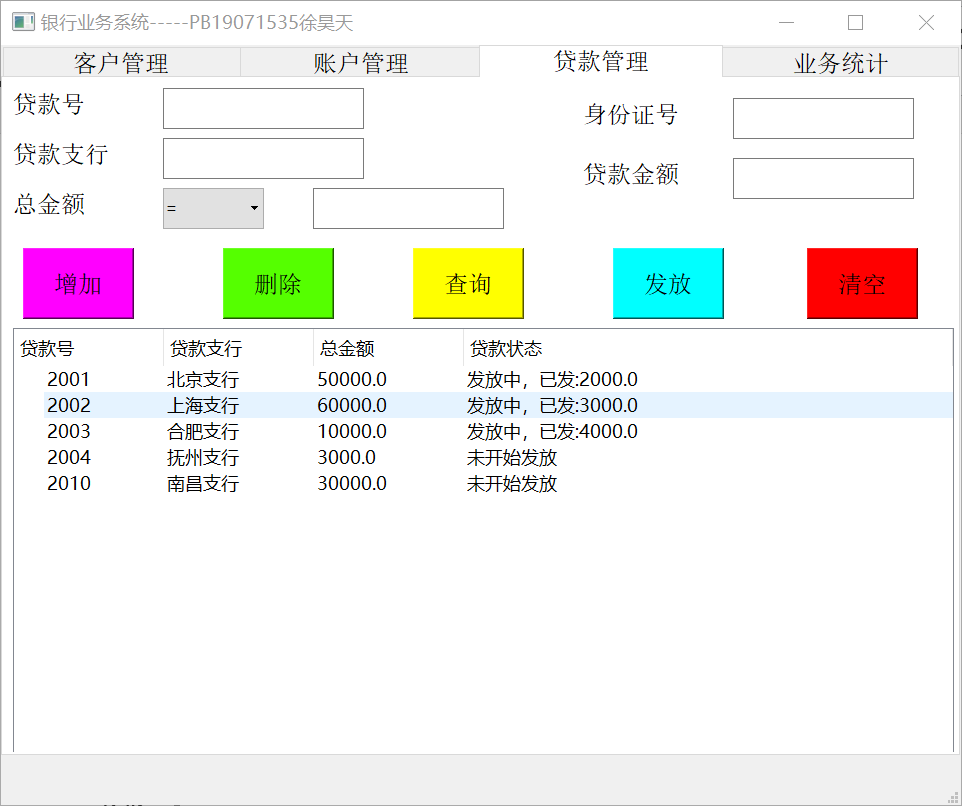 银行业务系统-----PB19071535徐昊天
客户管理 账户管理 贷款管理 业务统计
贷款号 身份证号
贷款支行 贷款金额
总金额 =
增加 删除 查询 发放 清空
贷款号 贷款支行 总金额 贷款状态
2001 北京支行 50000.0 发放中，已发:2000.0
2002 上海支行 60000.0 发放中，已发:3000.0
2003 合肥支行 10000.0 发放中，已发:4000.0
2004 抚州支行 3000.0 未开始发放
2010 南昌支行 30000.0 未开始发放